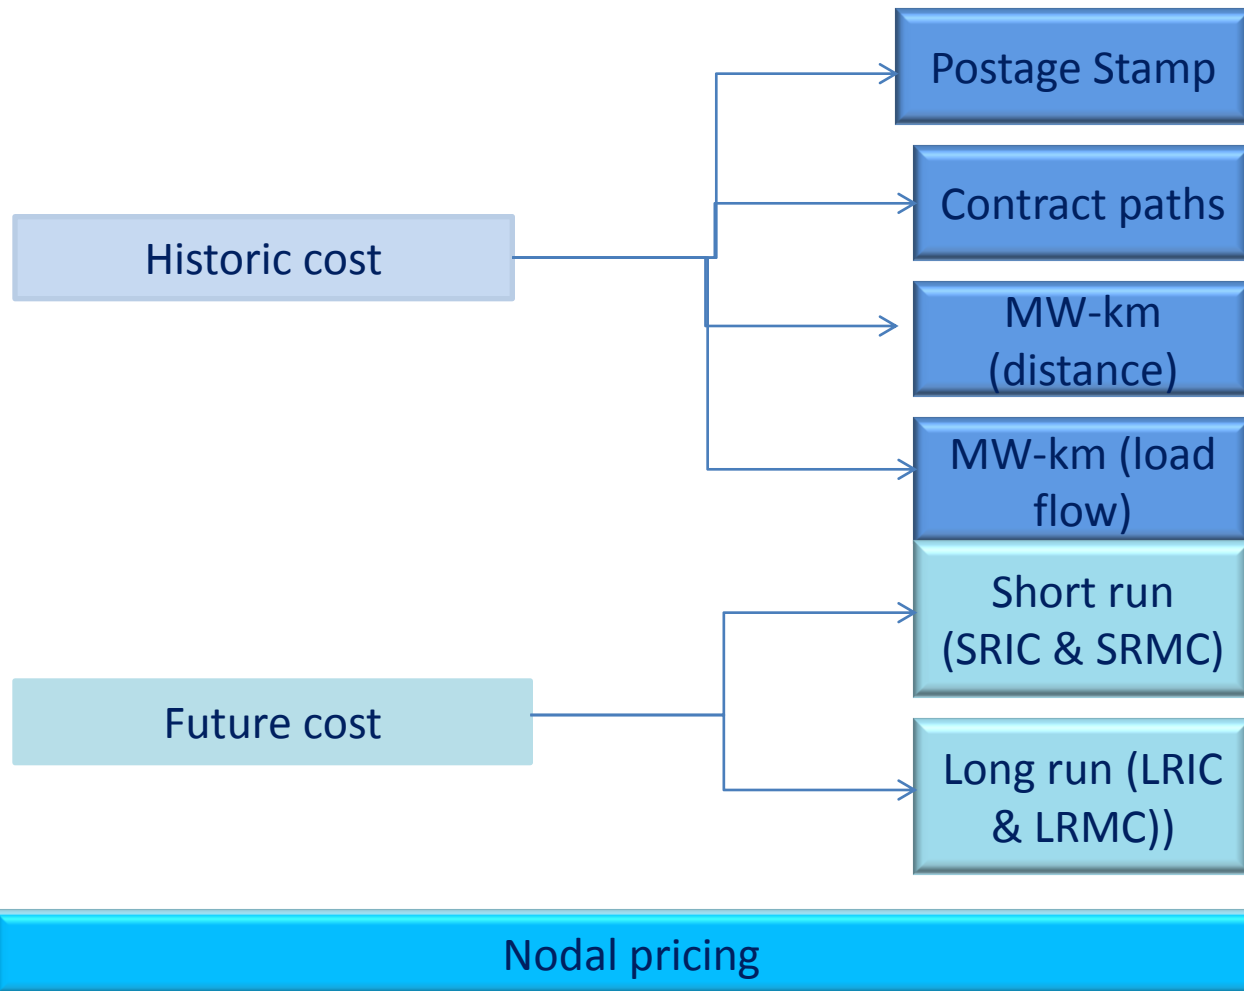 Postage Stamp
Contract paths
Historic cost
MW-km
(distance)
MW-km (load
flow)
Short run
(SRIC & SRMC)
Future cost
Long run (LRIC
& LRMC))
Nodal pricing